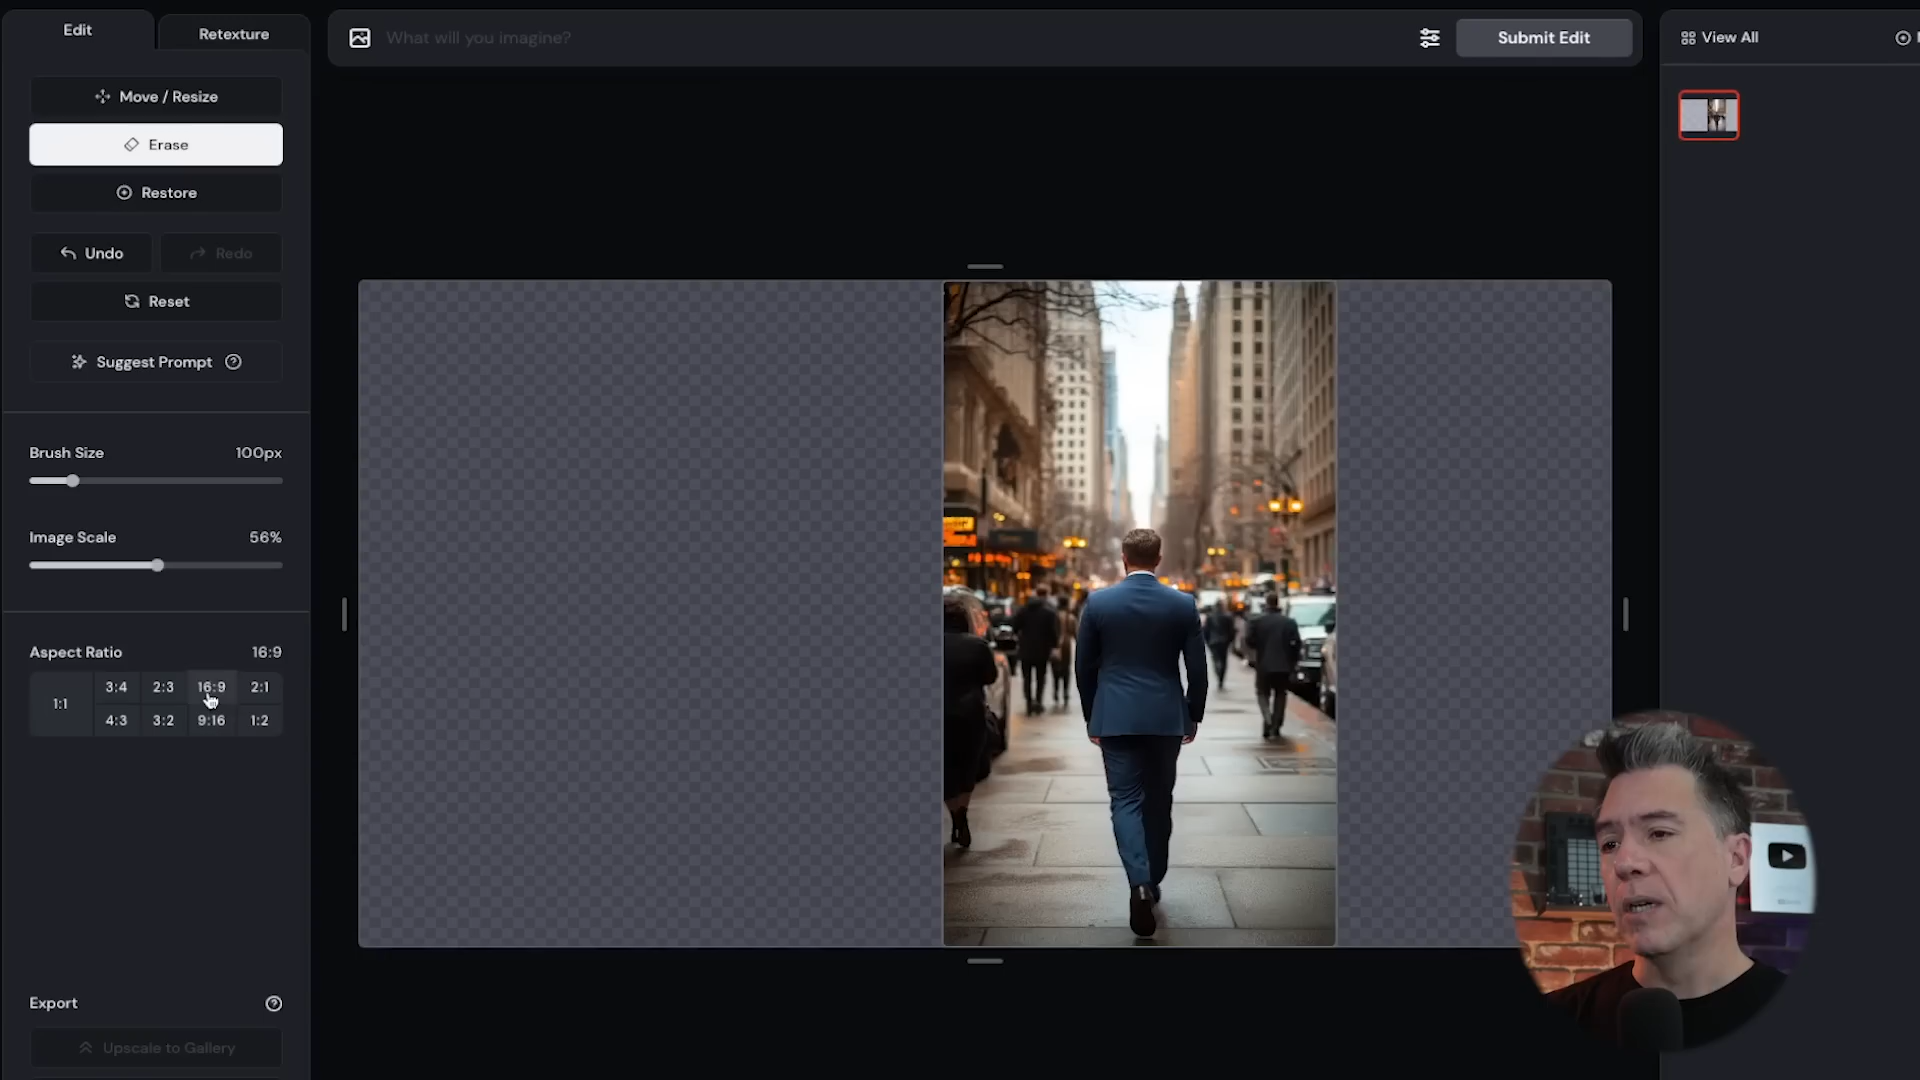 Edit
Retexture
What will you imagine?
Submit Edit
View All
Move / Resize
Erase
Restore
Undo
Redo
Reset
Suggest Prompt
Brush Size 100px
Image Scale 56%
Aspect Ratio 16:9
1:1
3:4 2:3 16:9 2:1
4:3 3:2 9:16 1:2
Export
Upscale to Gallery